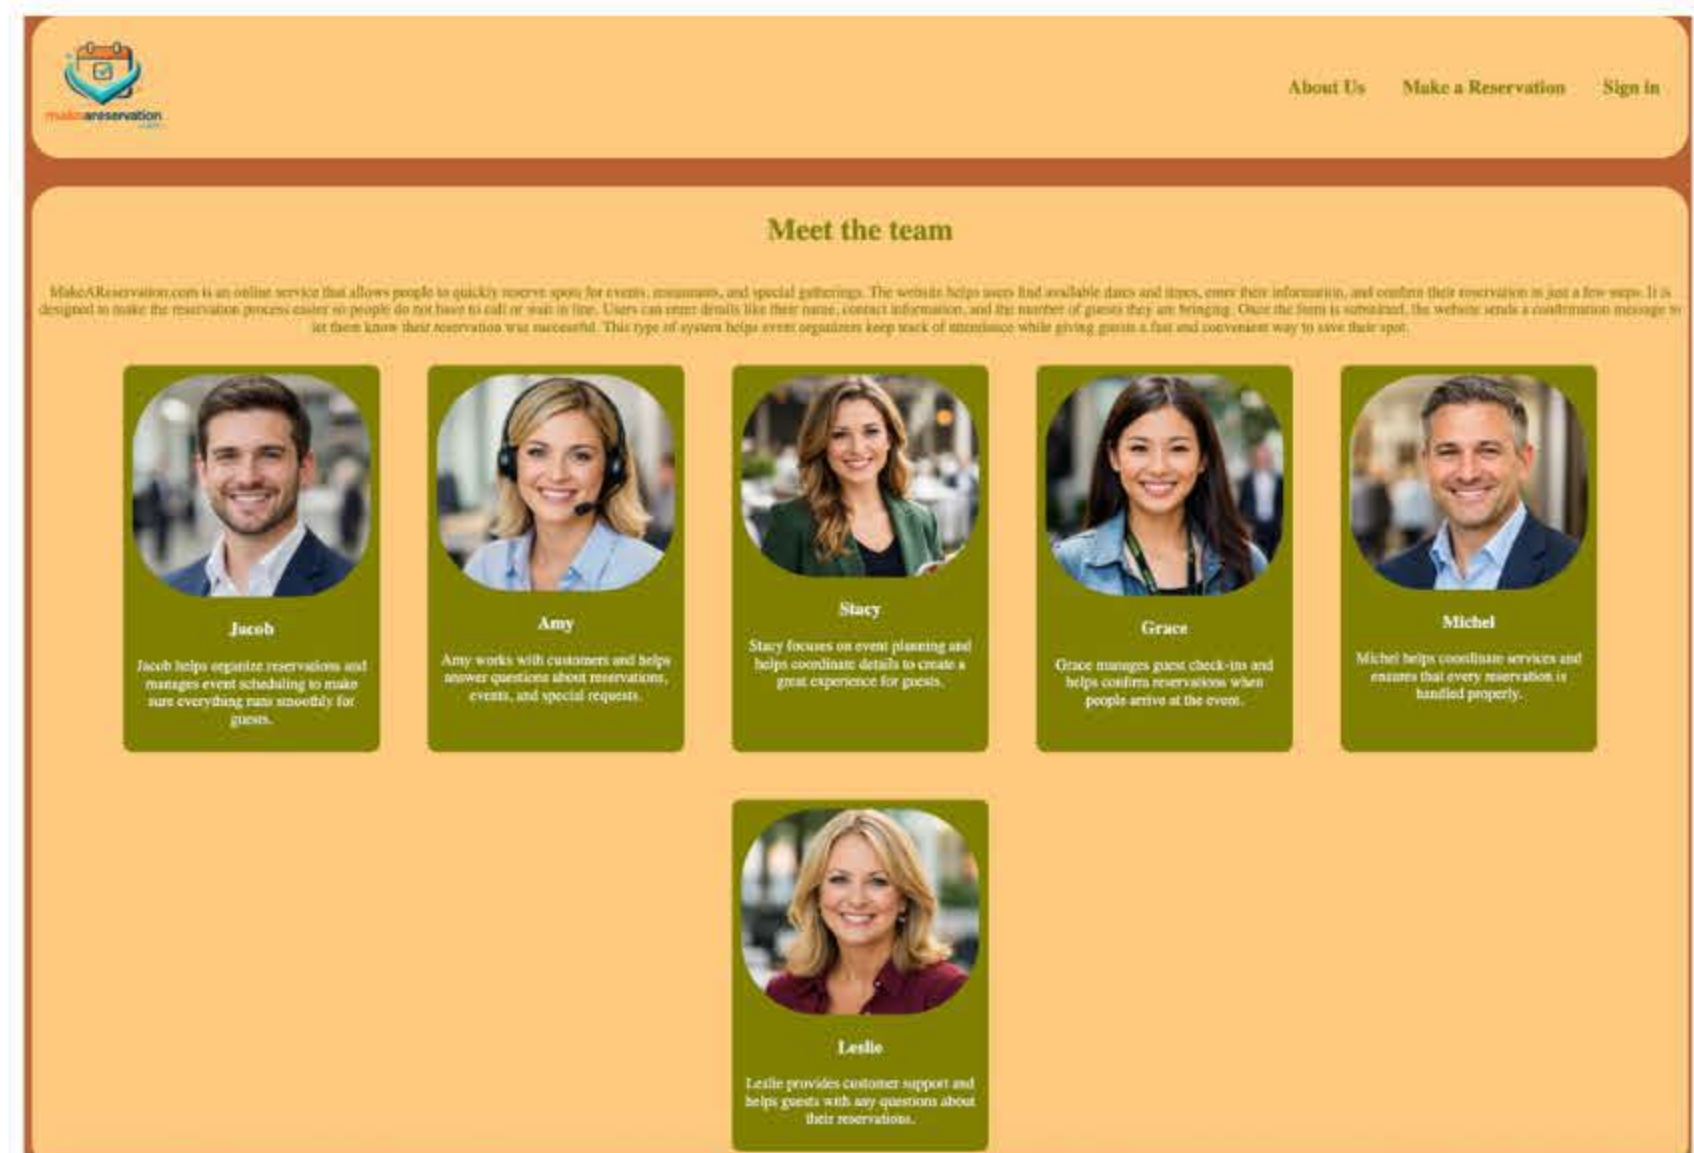 makeareservation
About Us
Make a Reservation
Sign in
Meet the team
MakeAReservation.com is an online service that allows people to quickly reserve spots for events, restaurants, and special gatherings. The website helps users find available dates and times, enter their information, and confirm their reservation in just a few steps. It is
designed to make the reservation process easier so people do not have to call or wait in line. Users can enter details like their name, contact information, and the number of guests they are bringing. Once the form is submitted, the website sends a confirmation message to
let them know their reservation was successful. This type of system helps event organizers keep track of attendance while giving guests a fast and convenient way to save their spot.
Jacob
Jacob helps organize reservations and
manages event scheduling to make
sure everything runs smoothly for
guests.
Amy
Amy works with customers and helps
answer questions about reservations,
events, and special requests.
Stacy
Stacy focuses on event planning and
helps coordinate details to create a
great experience for guests.
Grace
Grace manages guest check-ins and
helps confirm reservations when
people arrive at the event.
Michel
Michel helps coordinate services and
ensures that every reservation is
handled properly.
Leslie
Leslie provides customer support and
helps guests with any questions about
their reservations.